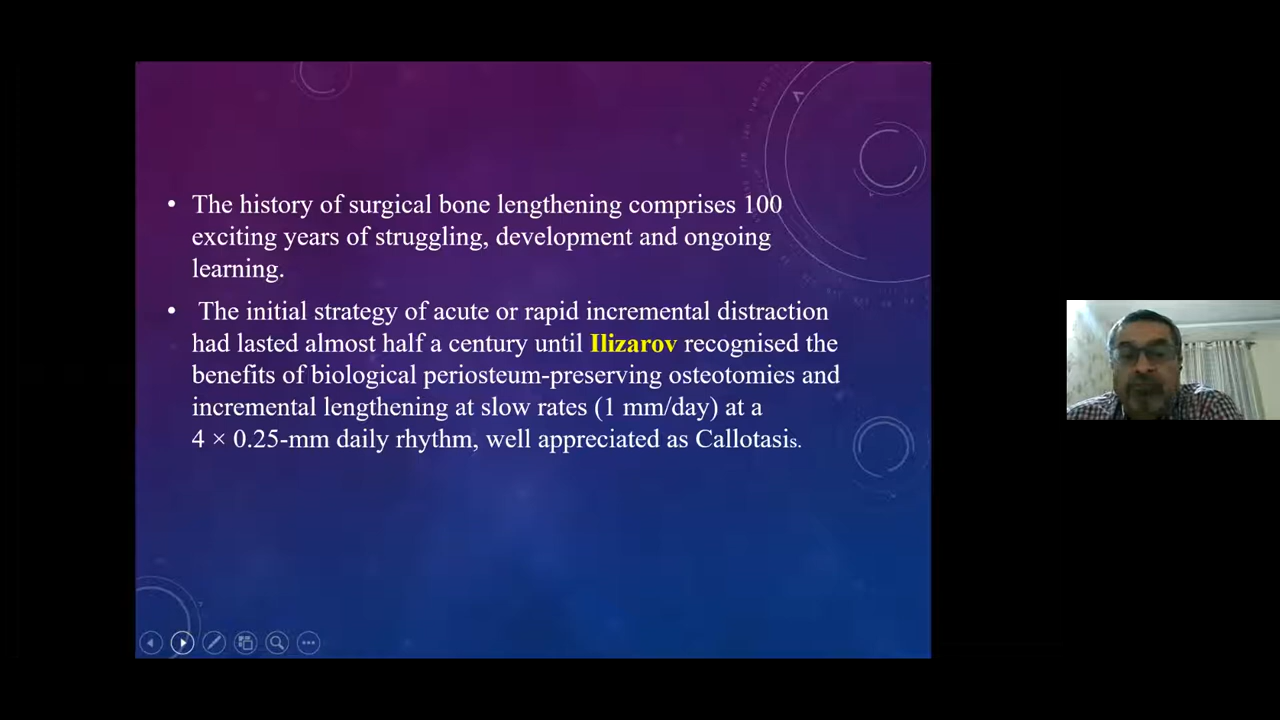 • The history of surgical bone lengthening comprises 100
exciting years of struggling, development and ongoing
learning.
• The initial strategy of acute or rapid incremental distraction
had lasted almost half a century until Ilizarov recognised the
benefits of biological periosteum-preserving osteotomies and
incremental lengthening at slow rates (1 mm/day) at a
4 × 0.25-mm daily rhythm, well appreciated as Callotasis.